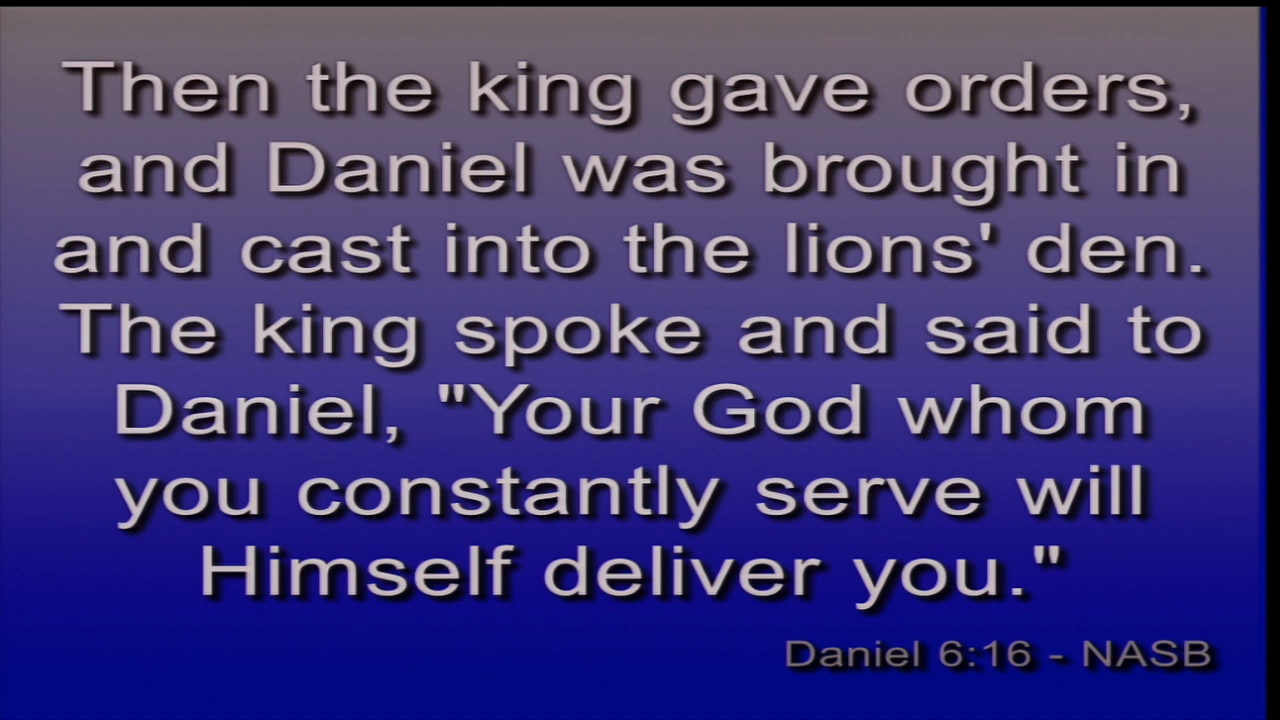 Then the king gave orders,
and Daniel was brought in
and cast into the lions' den.
The king spoke and said to
Daniel, "Your God whom
you constantly serve will
Himself deliver you."
Daniel 6:16 - NASB